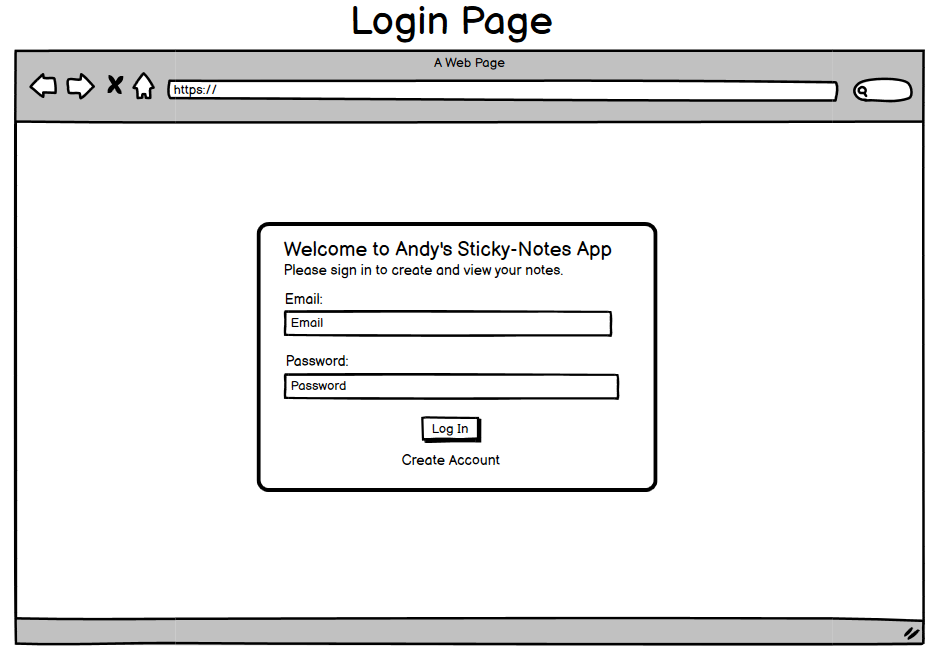 Login Page
A Web Page
https://
Welcome to Andy's Sticky-Notes App
Please sign in to create and view your notes.
Email:
Email
Password:
Password
Log In
Create Account